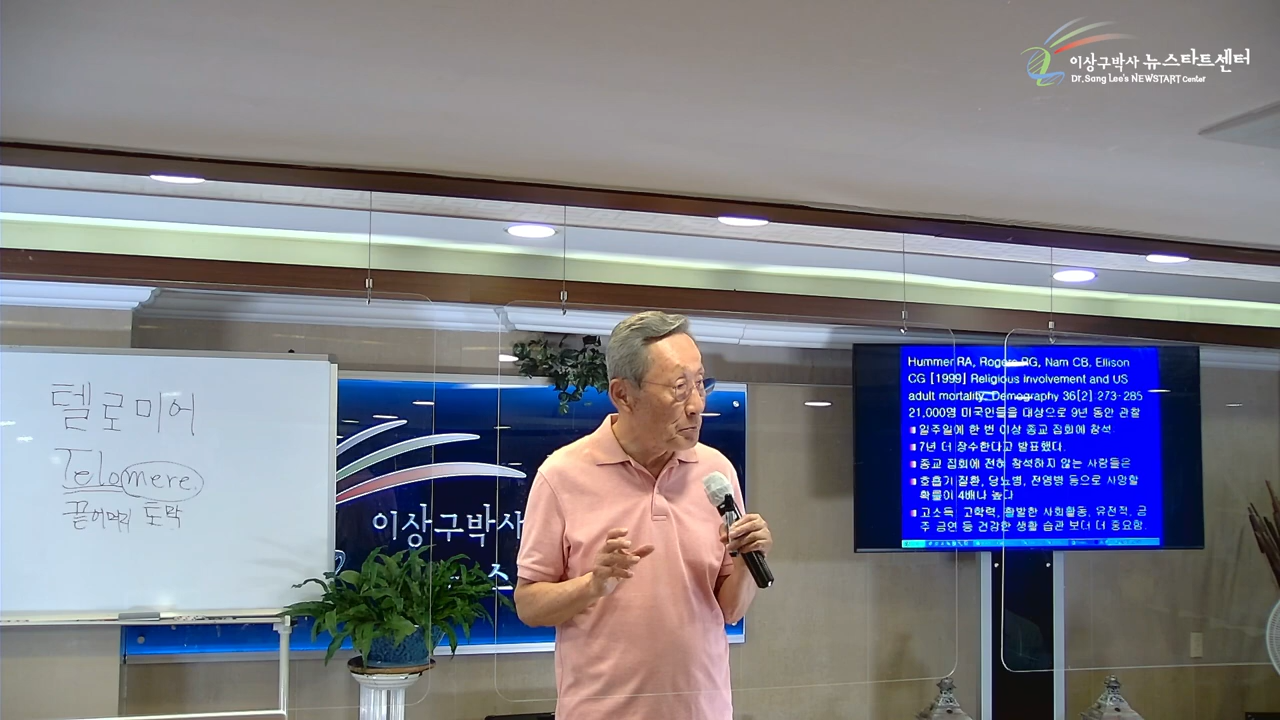 이상구박사 뉴스타트센터
Dr. Sang Lee's NEWSTART Center
텔로미어
Telomere
끝어머리 토막
이상구박사
스
Hummer RA, Rogers RG, Nam CB, Ellison
CG [1999] Religious involvement and US
adult mortality. Demography 36[2] 273-285
21,000명 미국인들을 대상으로 9년 동안 관찰
일주일에 한 번 이상 종교 집회에 참석
7년 더 장수한다고 발표했다.
종교 집회에 전혀 참석하지 않는 사람들은
호흡기 질환, 당뇨병, 전염병 등으로 사망할
확률이 4배나 높다
고소득, 고학력, 활발한 사회활동, 유전적, 금
주 금연 등 건강한 생활 습관 보다 더 중요함.